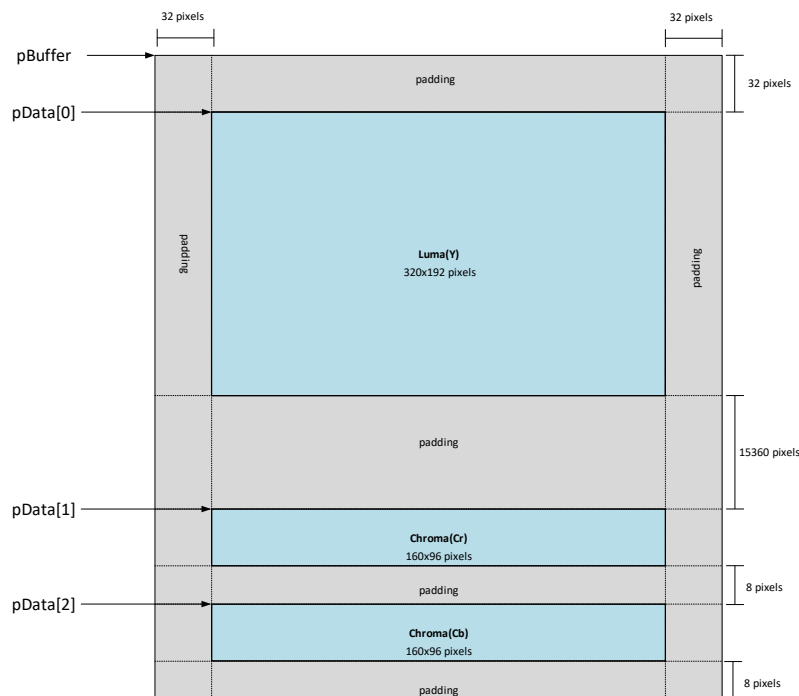 32 pixels
32 pixels
pBuffer
padding
32 pixels
pData[0]
padding
Luma(Y)
320x192 pixels
padding
padding
15360 pixels
pData[1]
Chroma(Cr)
160x96 pixels
padding
8 pixels
pData[2]
Chroma(Cb)
160x96 pixels
padding
8 pixels